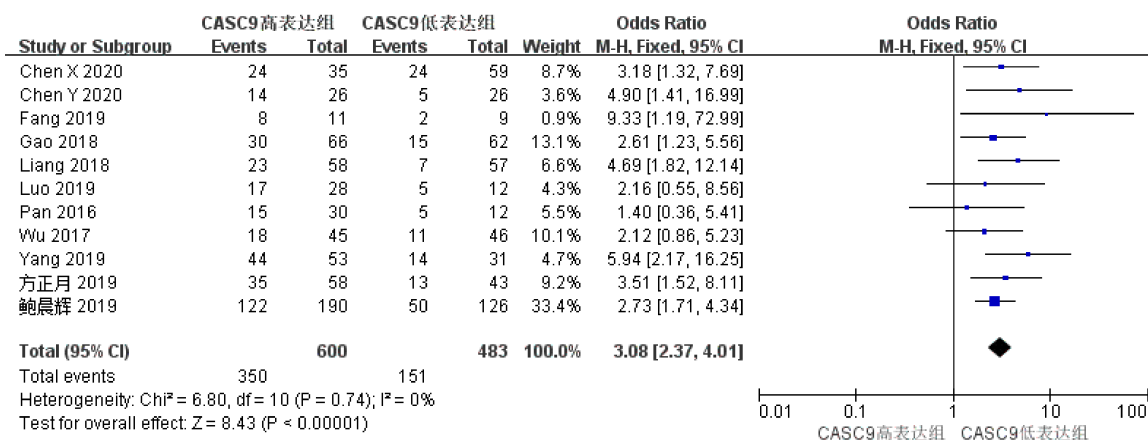 CASC9高表达组 CASC9低表达组 Odds Ratio Odds Ratio
Study or Subgroup Events Total Events Total Weight M-H, Fixed, 95% CI M-H, Fixed, 95% CI
Chen X 2020 24 35 24 59 8.7% 3.18 [1.32, 7.69]
Chen Y 2020 14 26 5 26 3.6% 4.90 [1.41, 16.99]
Fang 2019 8 11 2 9 0.9% 9.33 [1.19, 72.99]
Gao 2018 30 66 15 62 13.1% 2.61 [1.23, 5.56]
Liang 2018 23 58 7 57 6.6% 4.69 [1.82, 12.14]
Luo 2019 17 28 5 12 4.3% 2.16 [0.55, 8.56]
Pan 2016 15 30 5 12 5.5% 1.40 [0.36, 5.41]
Wu 2017 18 45 11 46 10.1% 2.12 [0.86, 5.23]
Yang 2019 44 53 14 31 4.7% 5.94 [2.17, 16.25]
方正月 2019 35 58 13 43 9.2% 3.51 [1.52, 8.11]
鲍晨辉 2019 122 190 50 126 33.4% 2.73 [1.71, 4.34]
Total (95% CI) 600 483 100.0% 3.08 [2.37, 4.01]
Total events 350 151
Heterogeneity: Chi² = 6.80, df = 10 (P = 0.74); I² = 0%
Test for overall effect: Z = 8.43 (P < 0.00001)
0.01 0.1 1 10 100
CASC9高表达组 CASC9低表达组